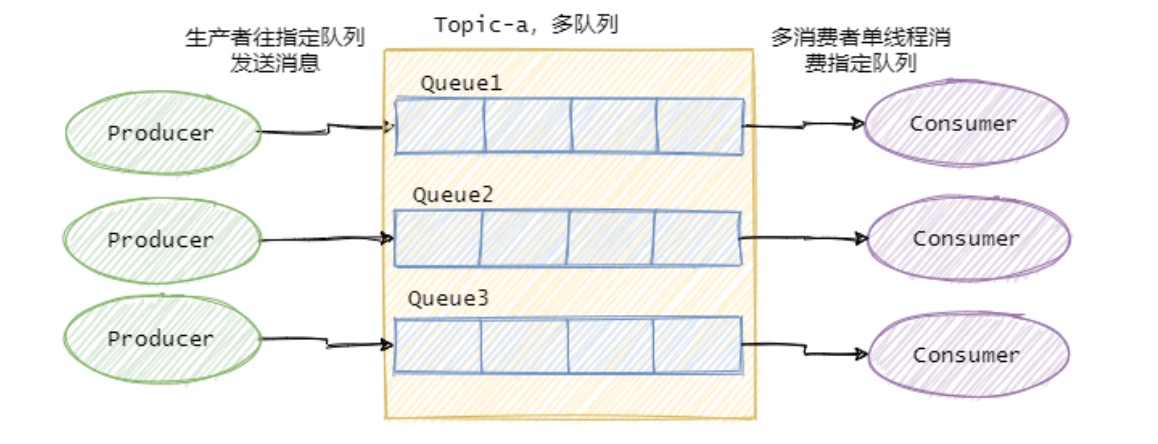 生产者往指定队列
发送消息
Topic-a, 多队列
多消费者单线程消
费指定队列
Queue1
Producer
Consumer
Queue2
Producer
Consumer
Queue3
Producer
Consumer